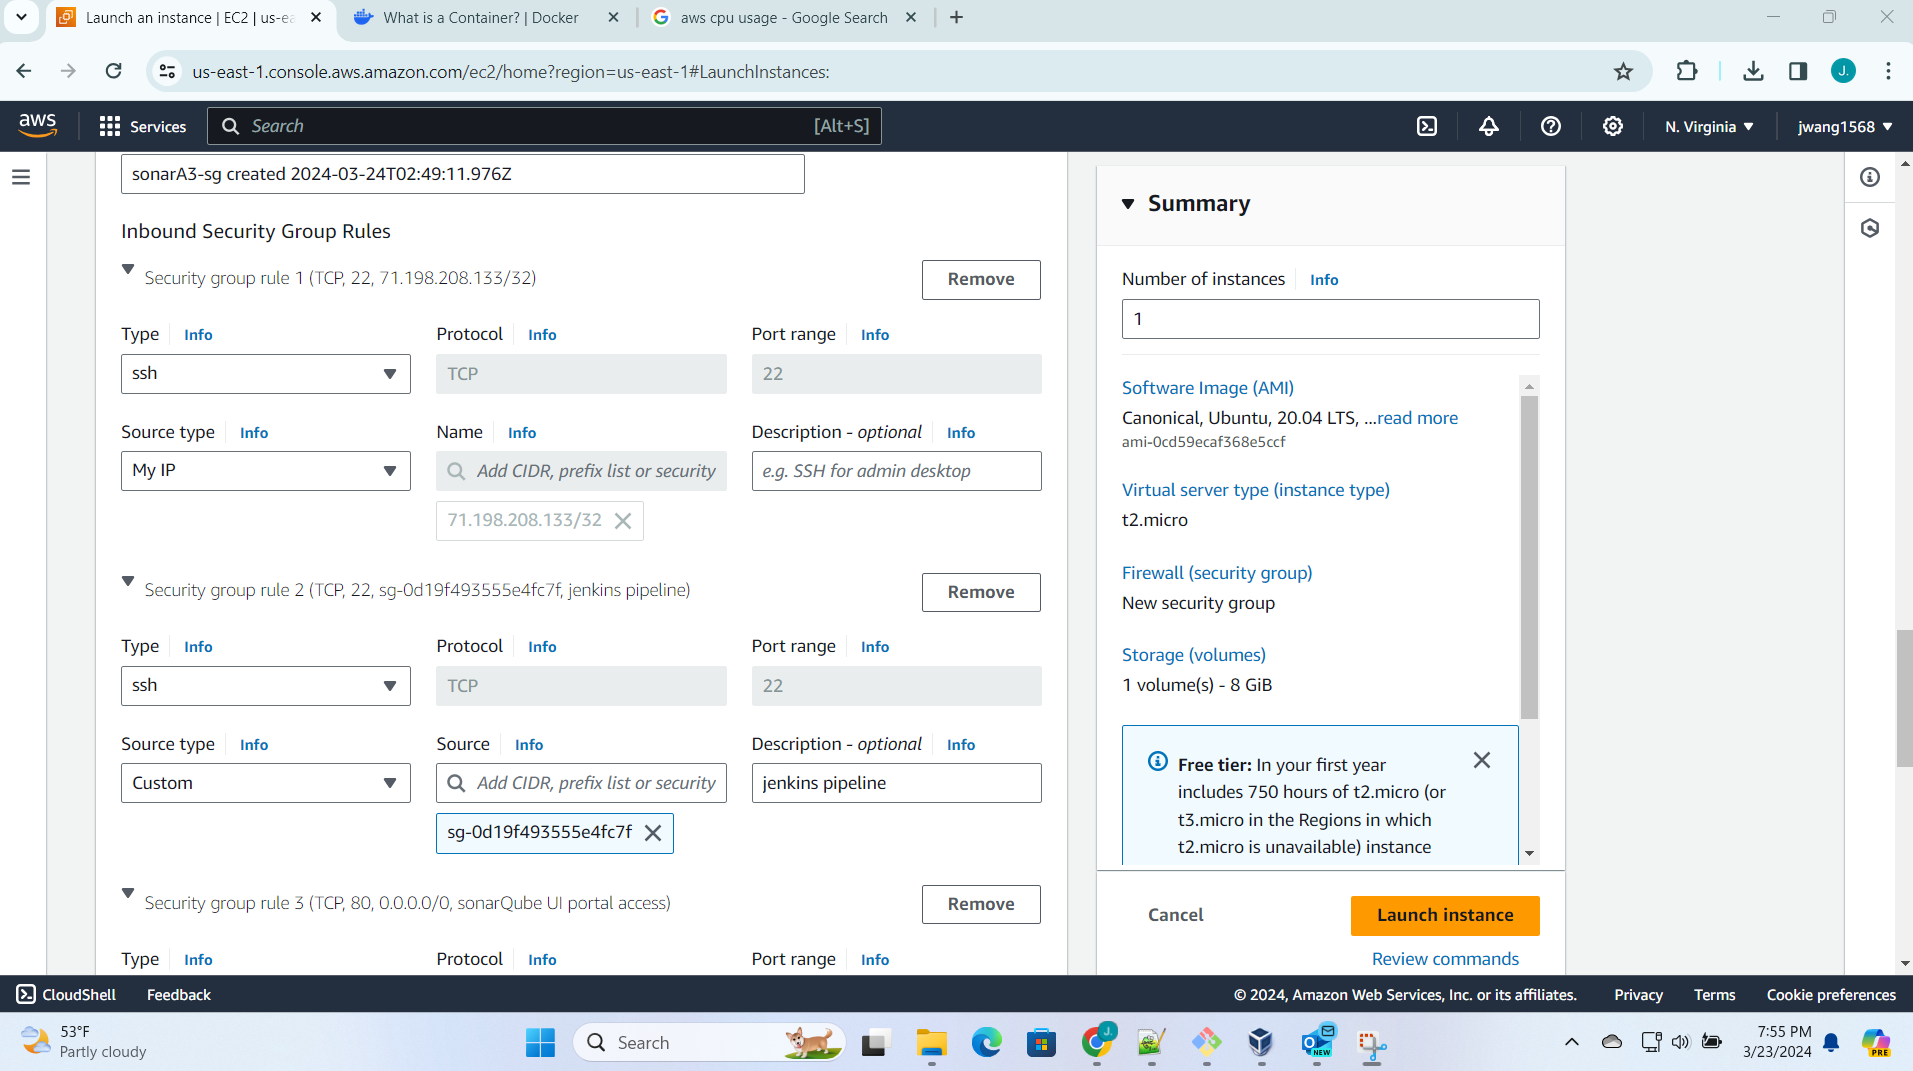 Launch an instance | EC2 | us-ea
What is a Container? | Docker
aws cpu usage - Google Search
us-east-1.console.aws.amazon.com/ec2/home?region=us-east-1#LaunchInstances:
J.
aws
Services
Search
[Alt+S]
N. Virginia
jwang1568
sonarA3-sg created 2024-03-24T02:49:11.976Z
Inbound Security Group Rules
Security group rule 1 (TCP, 22, 71.198.208.133/32)
Remove
Type Info
Protocol Info
Port range Info
ssh
TCP
22
Source type Info
Name Info
Description - optional Info
My IP
Add CIDR, prefix list or security
e.g. SSH for admin desktop
71.198.208.133/32
Security group rule 2 (TCP, 22, sg-0d19f493555e4fc7f, jenkins pipeline)
Remove
Type Info
Protocol Info
Port range Info
ssh
TCP
22
Source type Info
Source Info
Description - optional Info
Custom
Add CIDR, prefix list or security
jenkins pipeline
sg-0d19f493555e4fc7f
Security group rule 3 (TCP, 80, 0.0.0.0/0, sonarQube UI portal access)
Remove
Type Info
Protocol Info
Port range Info
Summary
Number of instances Info
1
Software Image (AMI)
Canonical, Ubuntu, 20.04 LTS, ...read more
ami-0cd59ecaf368e5ccf
Virtual server type (instance type)
t2.micro
Firewall (security group)
New security group
Storage (volumes)
1 volume(s) - 8 GiB
Free tier: In your first year
includes 750 hours of t2.micro (or
t3.micro in the Regions in which
t2.micro is unavailable) instance
Cancel
Launch instance
Review commands
CloudShell
Feedback
© 2024, Amazon Web Services, Inc. or its affiliates.
Privacy
Terms
Cookie preferences
53°F
Partly cloudy
Search
J.
NEW
7:55 PM
3/23/2024
PRE